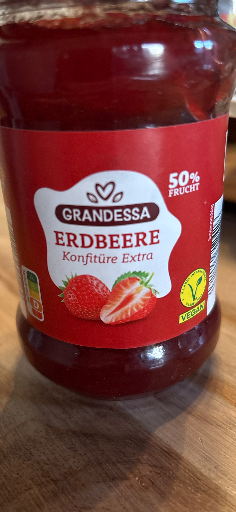 GRANDESSA
ERDBEERE
Konfitüre Extra
50%
FRUCHT
VEGAN